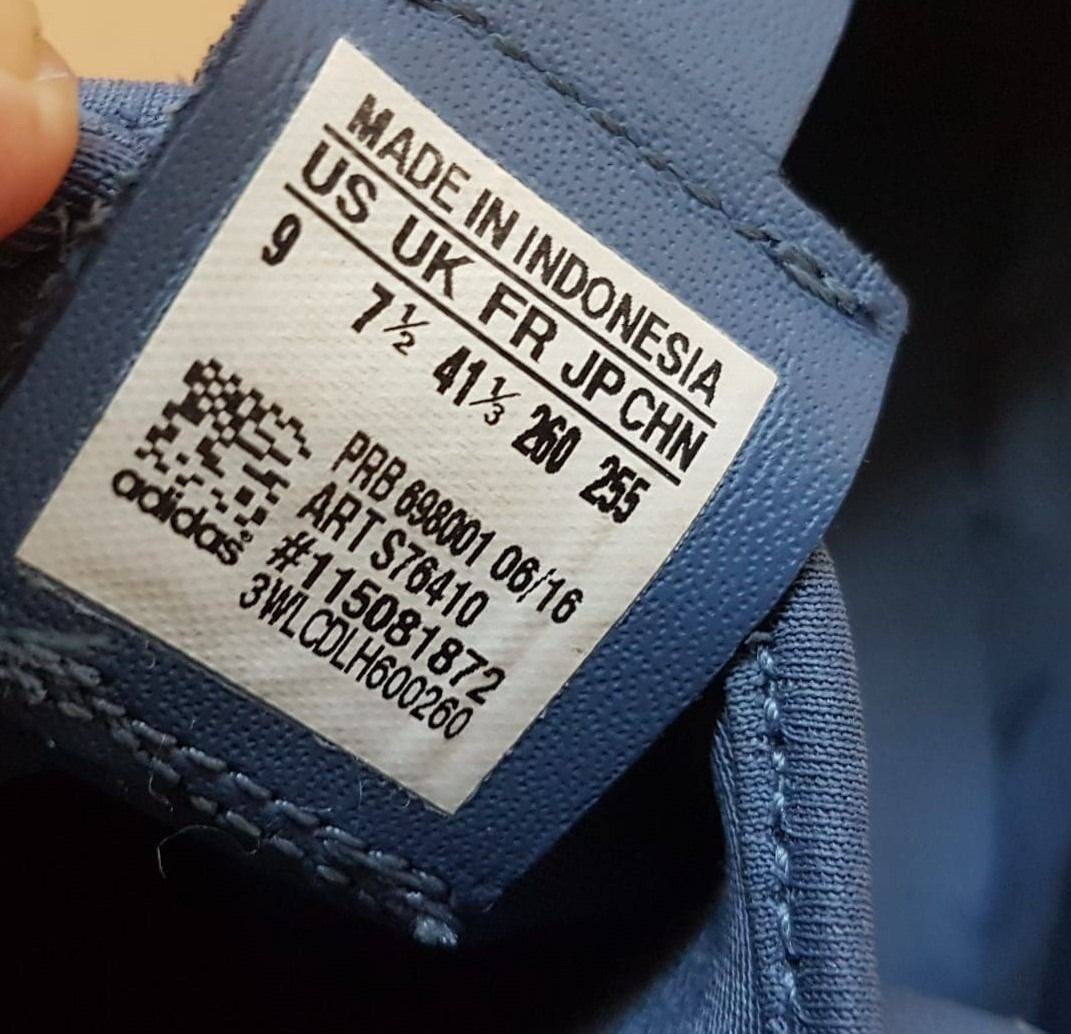 MADE IN INDONESIA
US UK FR JP CHN
9 7½ 41⅓ 260 255
PRB 698001 06/16
ART S76410
#115081872
3WLCDLH600260
adidas